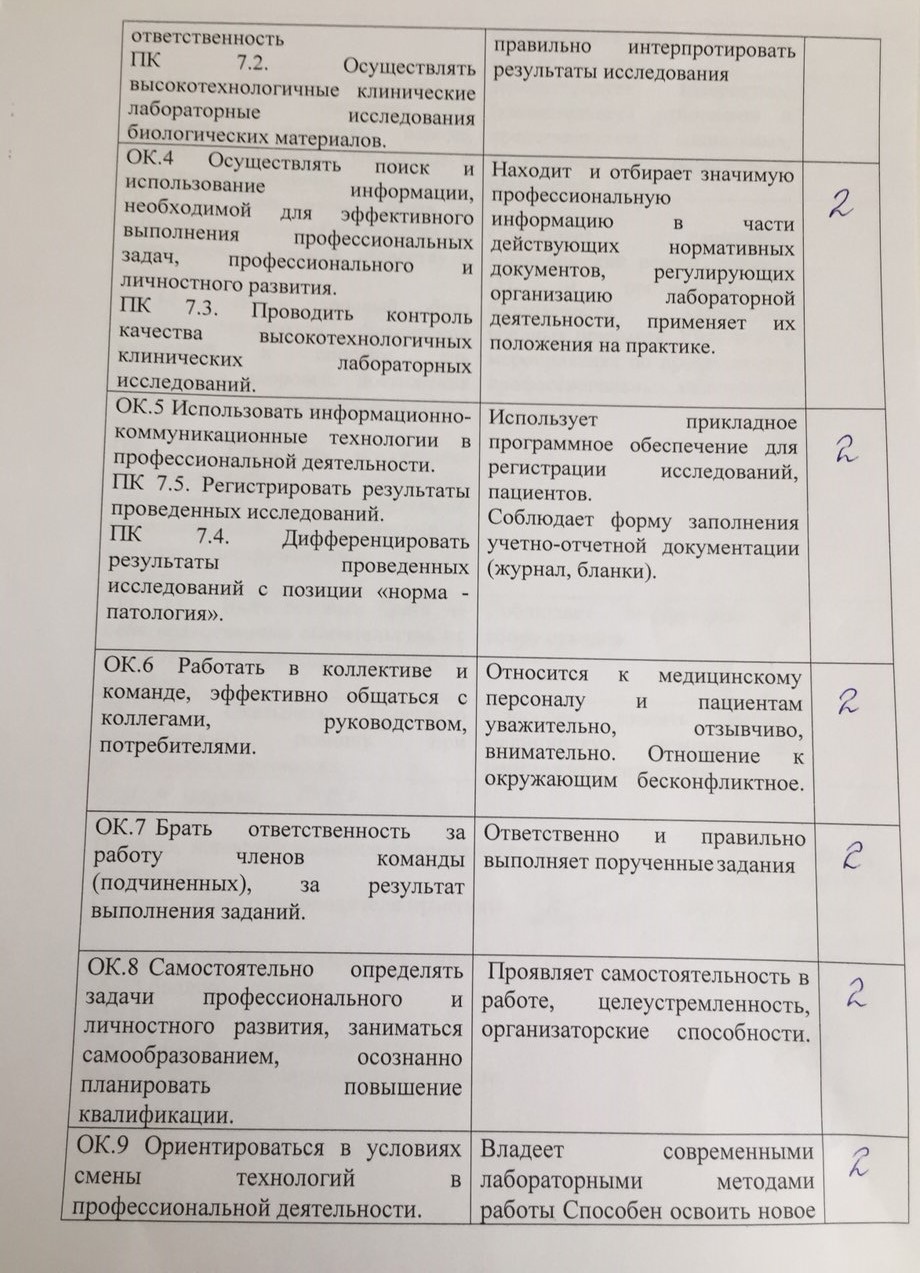 ответственность
ПК 7.2. Осуществлять
высокотехнологичные клинические
лабораторные исследования
биологических материалов.
правильно интерпротировать
результаты исследования
ОК.4 Осуществлять поиск и
использование информации,
необходимой для эффективного
выполнения профессиональных
задач, профессионального и
личностного развития.
ПК 7.3. Проводить контроль
качества высокотехнологичных
клинических лабораторных
исследований.
Находит и отбирает значимую
профессиональную
информацию в части
действующих нормативных
документов, регулирующих
организацию лабораторной
деятельности, применяет их
положения на практике.
2
ОК.5 Использовать информационно-
коммуникационные технологии в
профессиональной деятельности.
ПК 7.5. Регистрировать результаты
проведенных исследований.
ПК 7.4. Дифференцировать
результаты проведенных
исследований с позиции «норма -
патология».
Использует прикладное
программное обеспечение для
регистрации исследований,
пациентов.
Соблюдает форму заполнения
учетно-отчетной документации
(журнал, бланки).
2
ОК.6 Работать в коллективе и
команде, эффективно общаться с
коллегами, руководством,
потребителями.
Относится к медицинскому
персоналу и пациентам
уважительно, отзывчиво,
внимательно. Отношение к
окружающим бесконфликтное.
2
ОК.7 Брать ответственность за
работу членов команды
(подчиненных), за результат
выполнения заданий.
Ответственно и правильно
выполняет порученные задания
2
ОК.8 Самостоятельно определять
задачи профессионального и
личностного развития, заниматься
самообразованием, осознанно
планировать повышение
квалификации.
Проявляет самостоятельность в
работе, целеустремленность,
организаторские способности.
2
ОК.9 Ориентироваться в условиях
смены технологий в
профессиональной деятельности.
Владеет современными
лабораторными методами
работы Способен освоить новое
2